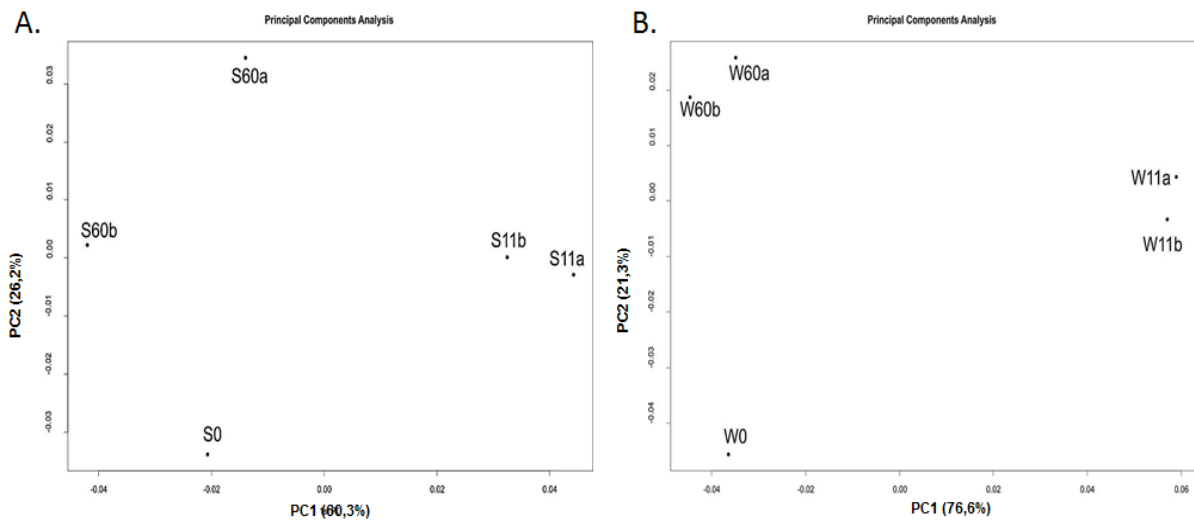 A.
Principal Components Analysis
S60a
S60b
S11b
S11a
S0
PC2 (26,2%)
0.03
0.02
0.01
0.00
-0.01
-0.02
-0.03
-0.04
-0.02
0.00
0.02
0.04
PC1 (60,3%)
B.
Principal Components Analysis
W60a
W60b
W11a
W11b
W0
PC2 (21,3%)
0.02
0.01
0.00
-0.01
-0.02
-0.03
-0.04
-0.04
-0.02
0.00
0.02
0.04
0.06
PC1 (76,6%)